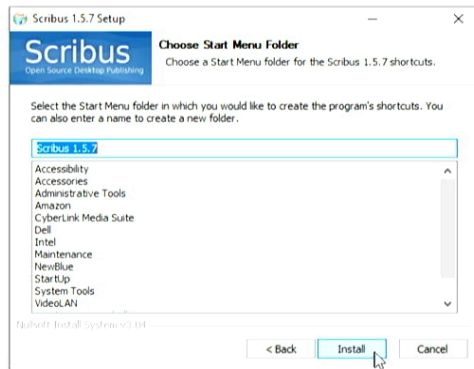 Scribus 1.5.7 Setup
Scribus
Open Source Desktop Publishing
Choose Start Menu Folder
Choose a Start Menu folder for the Scribus 1.5.7 shortcuts.
Select the Start Menu folder in which you would like to create the program's shortcuts. You
can also enter a name to create a new folder.
Scribus 1.5.7
Accessibility
Accessories
Administrative Tools
Amazon
CyberLink Media Suite
Dell
Intel
Maintenance
NewBlue
StartUp
System Tools
VideoLAN
Nullsoft Install System
< Back
Install
Cancel